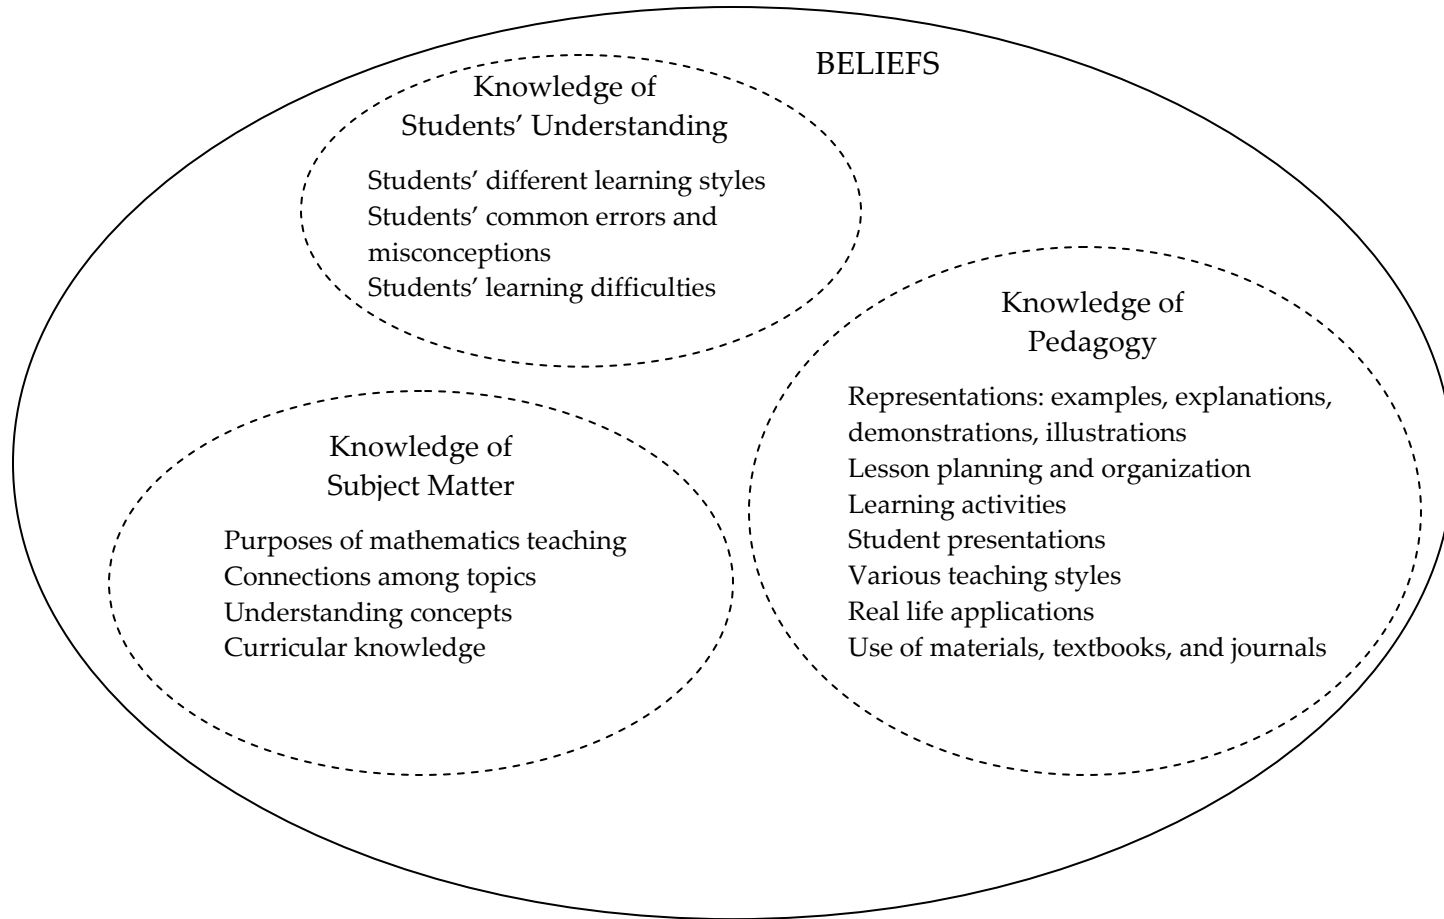 BELIEFS
Knowledge of
Students’ Understanding
Students’ different learning styles
Students’ common errors and
misconceptions
Students’ learning difficulties
Knowledge of
Pedagogy
Representations: examples, explanations,
demonstrations, illustrations
Lesson planning and organization
Learning activities
Student presentations
Various teaching styles
Real life applications
Use of materials, textbooks, and journals
Knowledge of
Subject Matter
Purposes of mathematics teaching
Connections among topics
Understanding concepts
Curricular knowledge